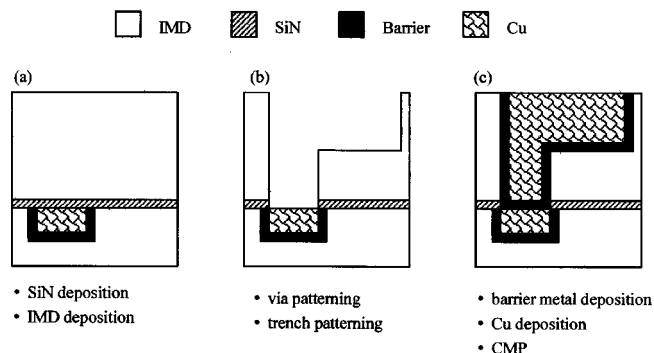 IMD SiN Barrier Cu
(a) (b) (c)
• SiN deposition
• IMD deposition
• via patterning
• trench patterning
• barrier metal deposition
• Cu deposition
• CMP